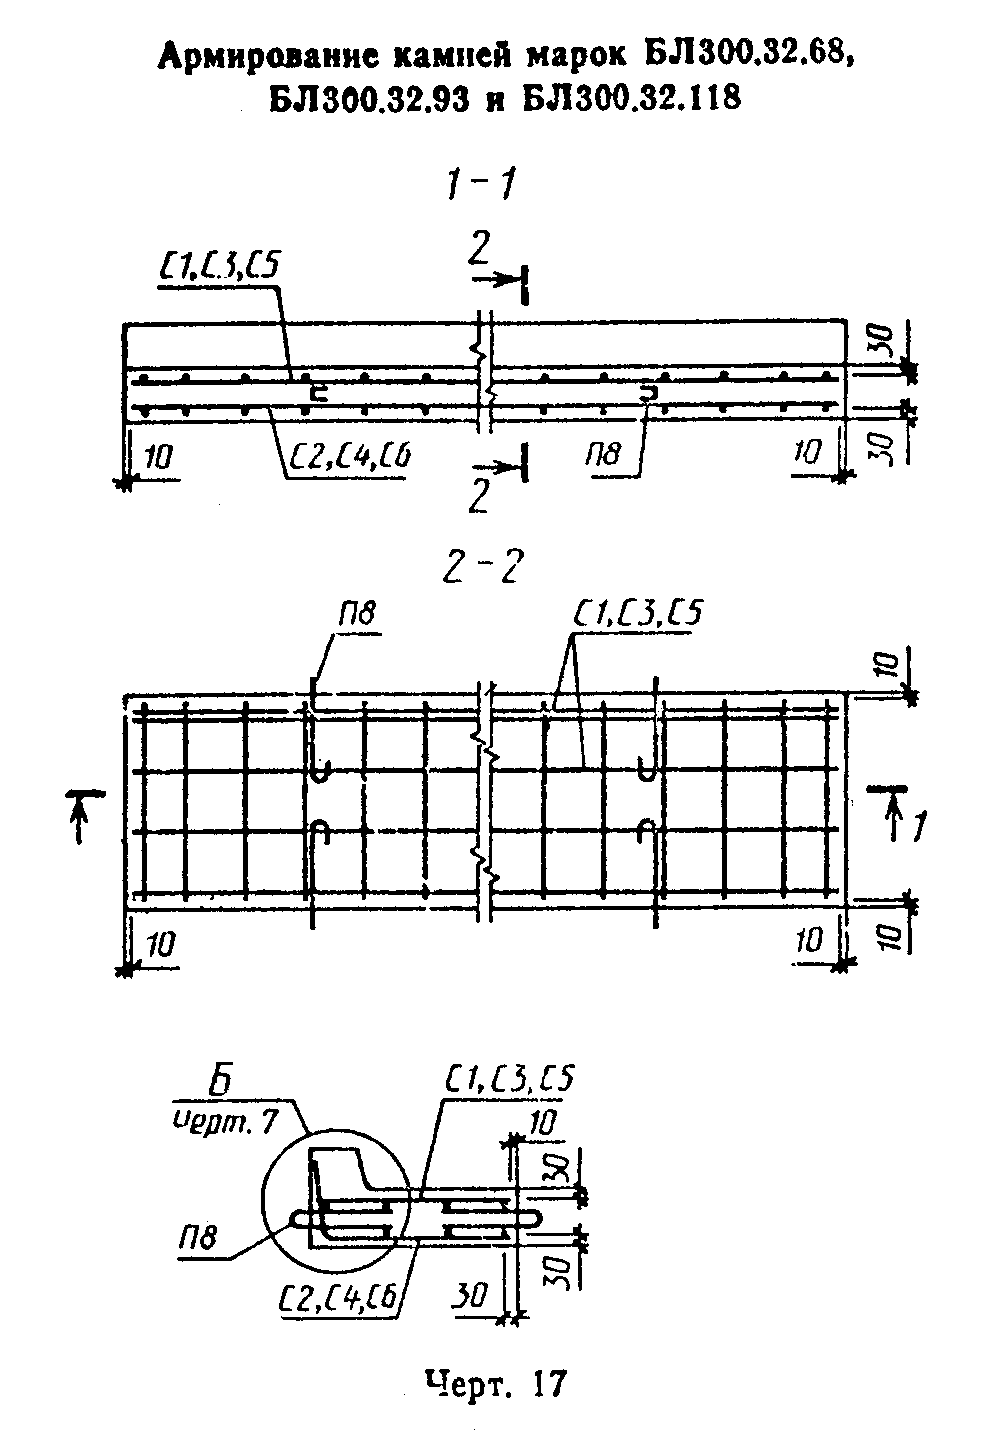 Армирование камней марок БЛ300.32.68,
БЛ300.32.93 и БЛ300.32.118
1-1
2
С1,С3,С5
30
10
С2,С4,С6
П8
10
30
2
2-2
П8
С1,С3,С5
10
1
10
10
10
Б
Черт. 7
С1,С3,С5
10
30
П8
С2,С4,С6
30
30
Черт. 17